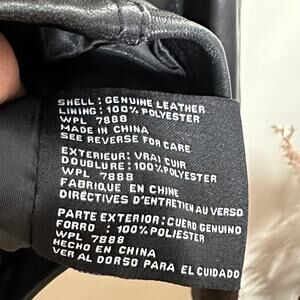 SHELL: GENUINE LEATHER
LINING: 100% POLYESTER
WPL 7888
MADE IN CHINA
SEE REVERSE FOR CARE
EXTERIEUR: VRAI CUIR
DOUBLURE: 100% POLYESTER
WPL 7888
FABRIQUE EN CHINE
DIRECTIVES D'ENTRETIEN AU VERSO
PARTE EXTERIOR: CUERO GENUINO
FORRO : 100% POLIESTER
WPL 7888
HECHO EN CHINA
VER AL DORSO PARA EL CUIDADO